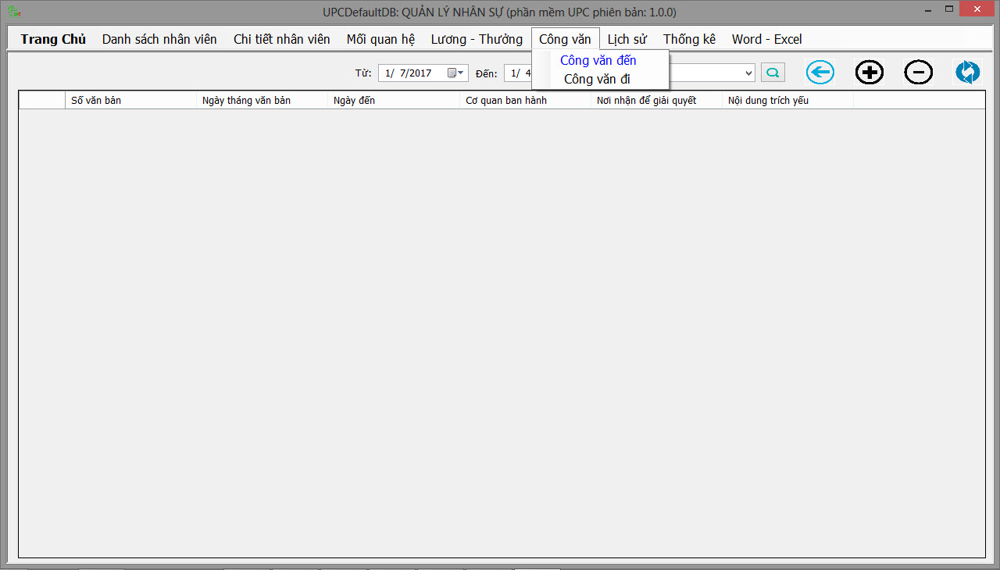 UPCDefaultDB: QUẢN LÝ NHÂN SỰ (phần mềm UPC phiên bản: 1.0.0)
Trang Chủ Danh sách nhân viên Chi tiết nhân viên Mối quan hệ Lương - Thưởng Công văn Lịch sử Thống kê Word - Excel
Công văn đến
Công văn đi
Từ: 1/ 7/2017 Đến: 1/ 4
Số văn bản Ngày tháng văn bản Ngày đến Cơ quan ban hành Nơi nhận để giải quyết Nội dung trích yếu